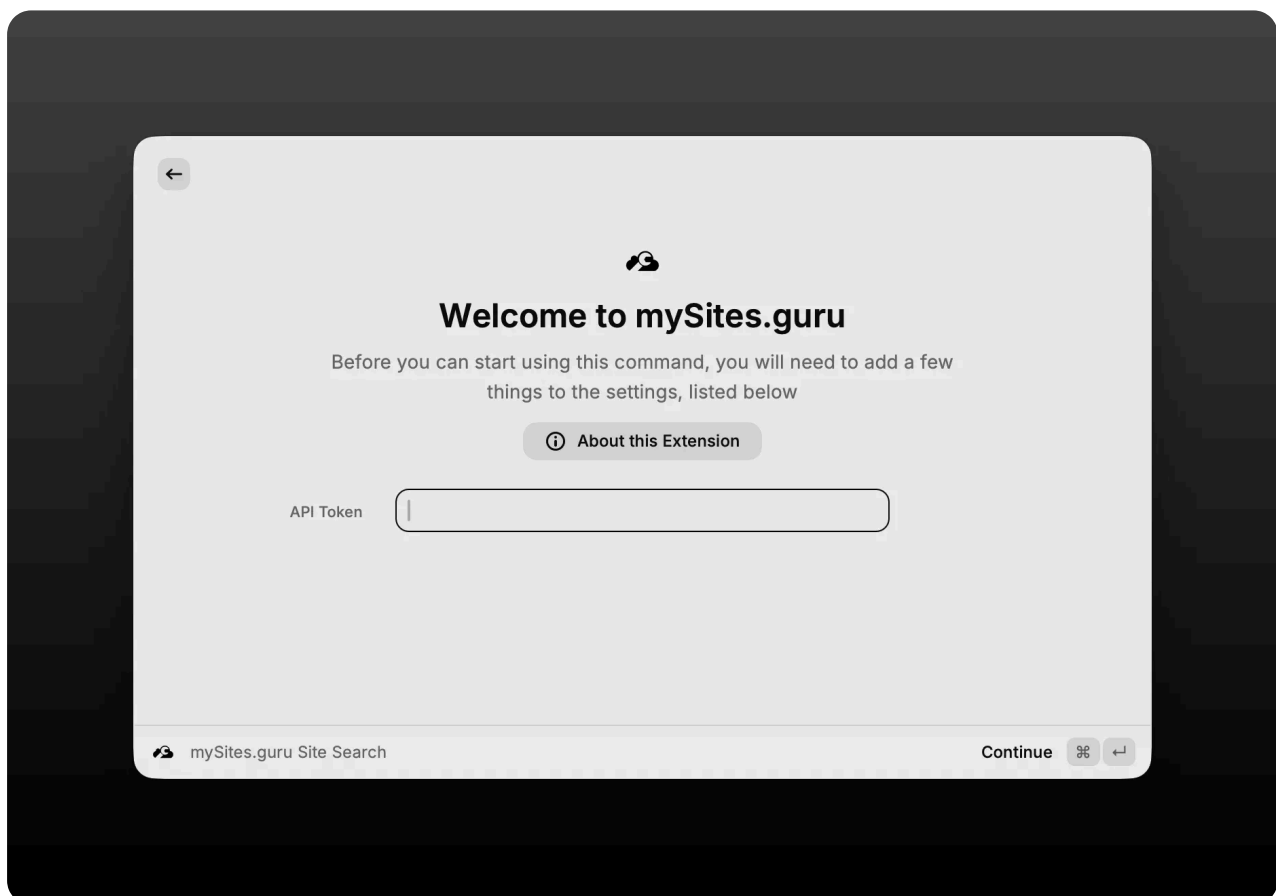 Welcome to mySites.guru
Before you can start using this command, you will need to add a few
things to the settings, listed below
About this Extension
API Token
mySites.guru Site Search
Continue ⌘ ↵